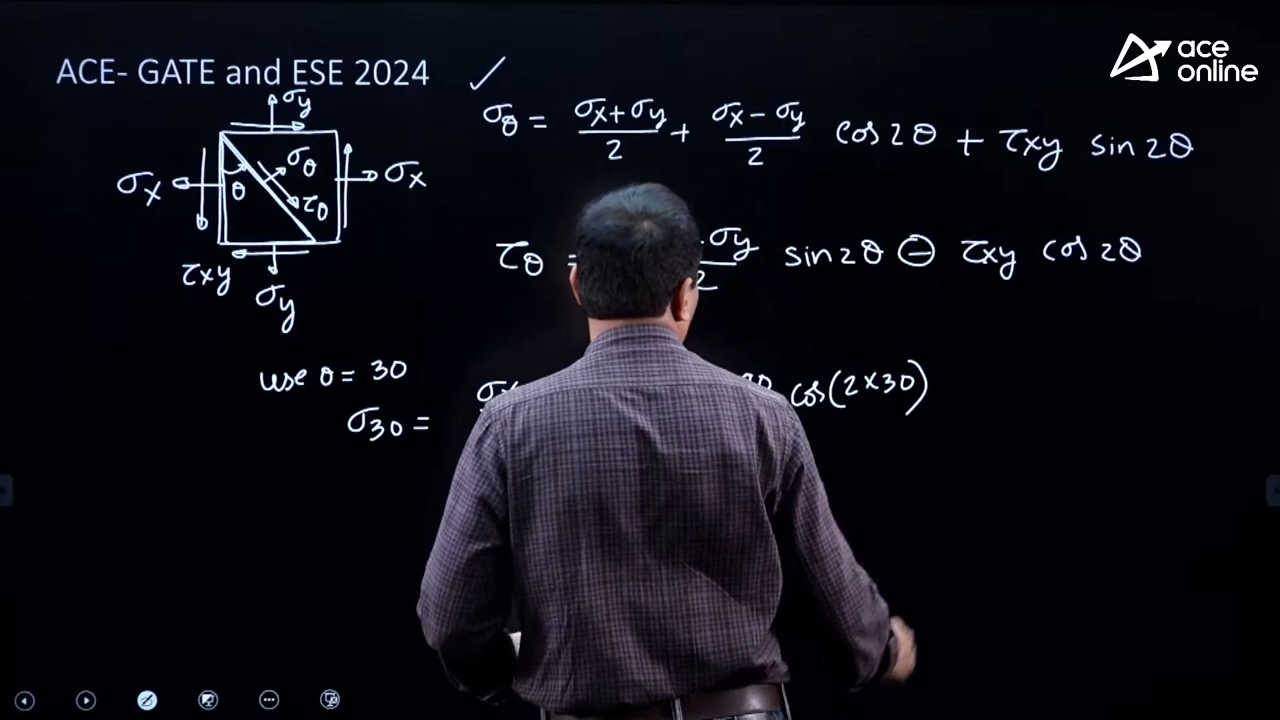 ace
online
ACE- GATE and ESE 2024 ✓
σy
σθ = (σx + σy)/2 + (σx - σy)/2 cos 2θ + τxy sin 2θ
σx θ σθ τθ σx
τθ = σy/2 sin 2θ ⊖ τxy cos 2θ
τxy
σy
use θ = 30
cos(2×30)
σ30 =